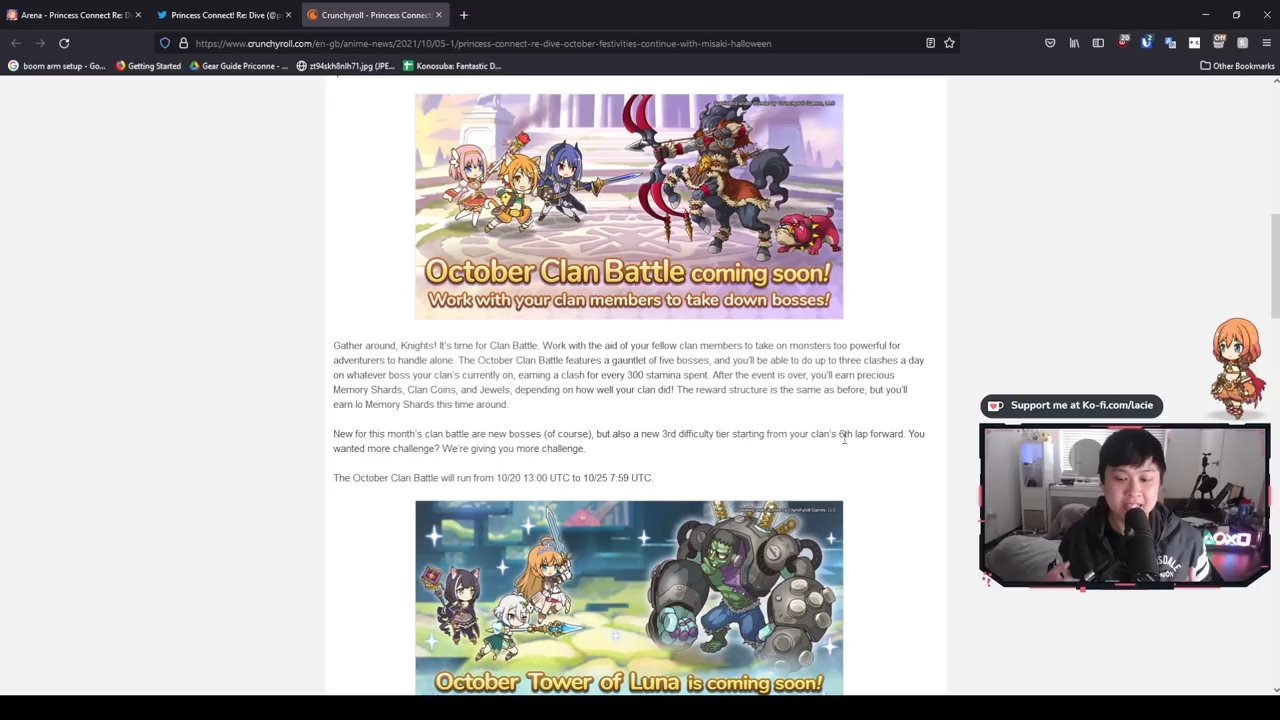 Arena - Princess Connect Re: Di
Princess Connect! Re: Dive (@pr
Crunchyroll - Princess Connect!
https://www.crunchyroll.com/en-gb/anime-news/2021/10/05-1/princess-connect-re-dive-october-festivities-continue-with-misaki-halloween
20
2
Off
boom arm setup - Go...
Getting Started
Gear Guide Priconne -...
zt94skh8nlh71.jpg (JPE...
Konosuba: Fantastic D...
Other Bookmarks
October Clan Battle coming soon!
Work with your clan members to take down bosses!
Gather around, Knights! It's time for Clan Battle. Work with the aid of your fellow clan members to take on monsters too powerful for
adventurers to handle alone. The October Clan Battle features a gauntlet of five bosses, and you'll be able to do up to three clashes a day
on whatever boss your clan's currently on, earning a clash for every 300 stamina spent. After the event is over, you'll earn precious
Memory Shards, Clan Coins, and Jewels, depending on how well your clan did! The reward structure is the same as before, but you'll
earn Io Memory Shards this time around.
Support me at Ko-fi.com/lacie
New for this month's clan battle are new bosses (of course), but also a new 3rd difficulty tier starting from your clan's 6th lap forward. You
wanted more challenge? We're giving you more challenge.
The October Clan Battle will run from 10/20 13:00 UTC to 10/25 7:59 UTC.
October Tower of Luna is coming soon!